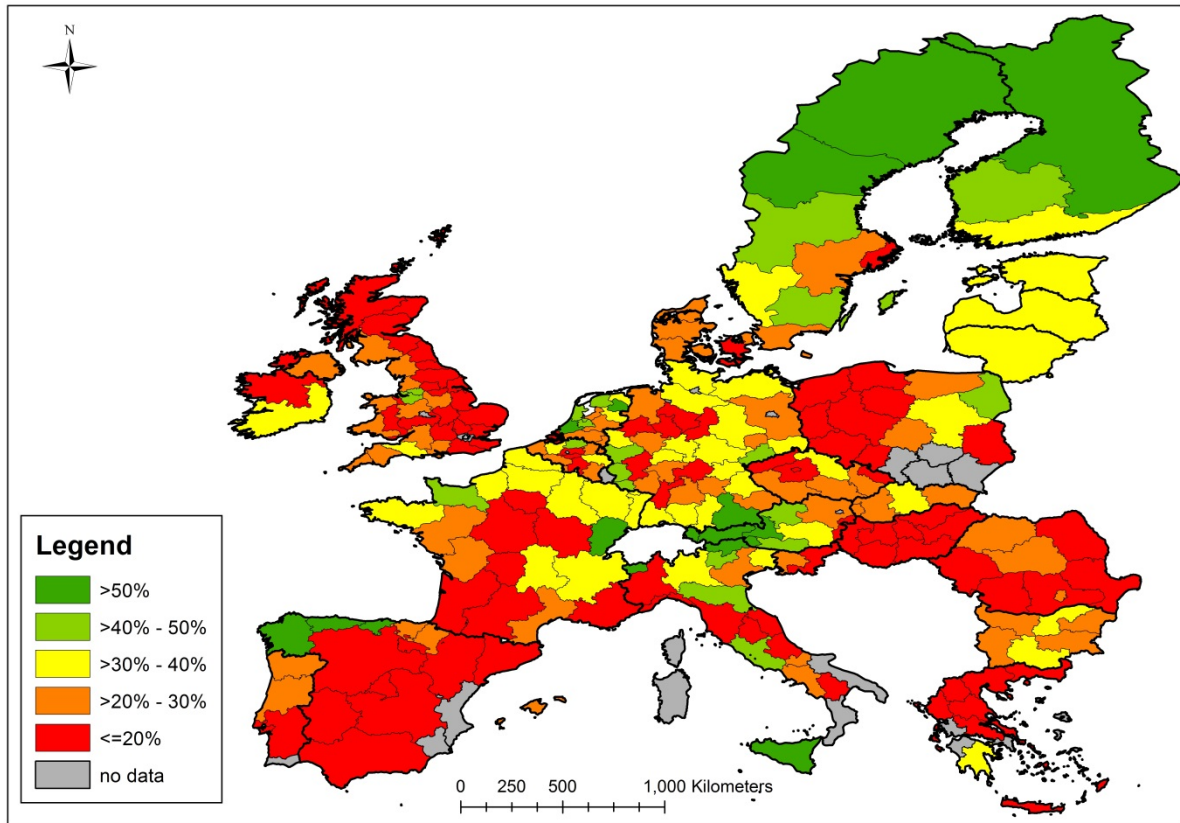 N
Legend
>50%
>40% - 50%
>30% - 40%
>20% - 30%
<=20%
no data
0 250 500 1,000 Kilometers